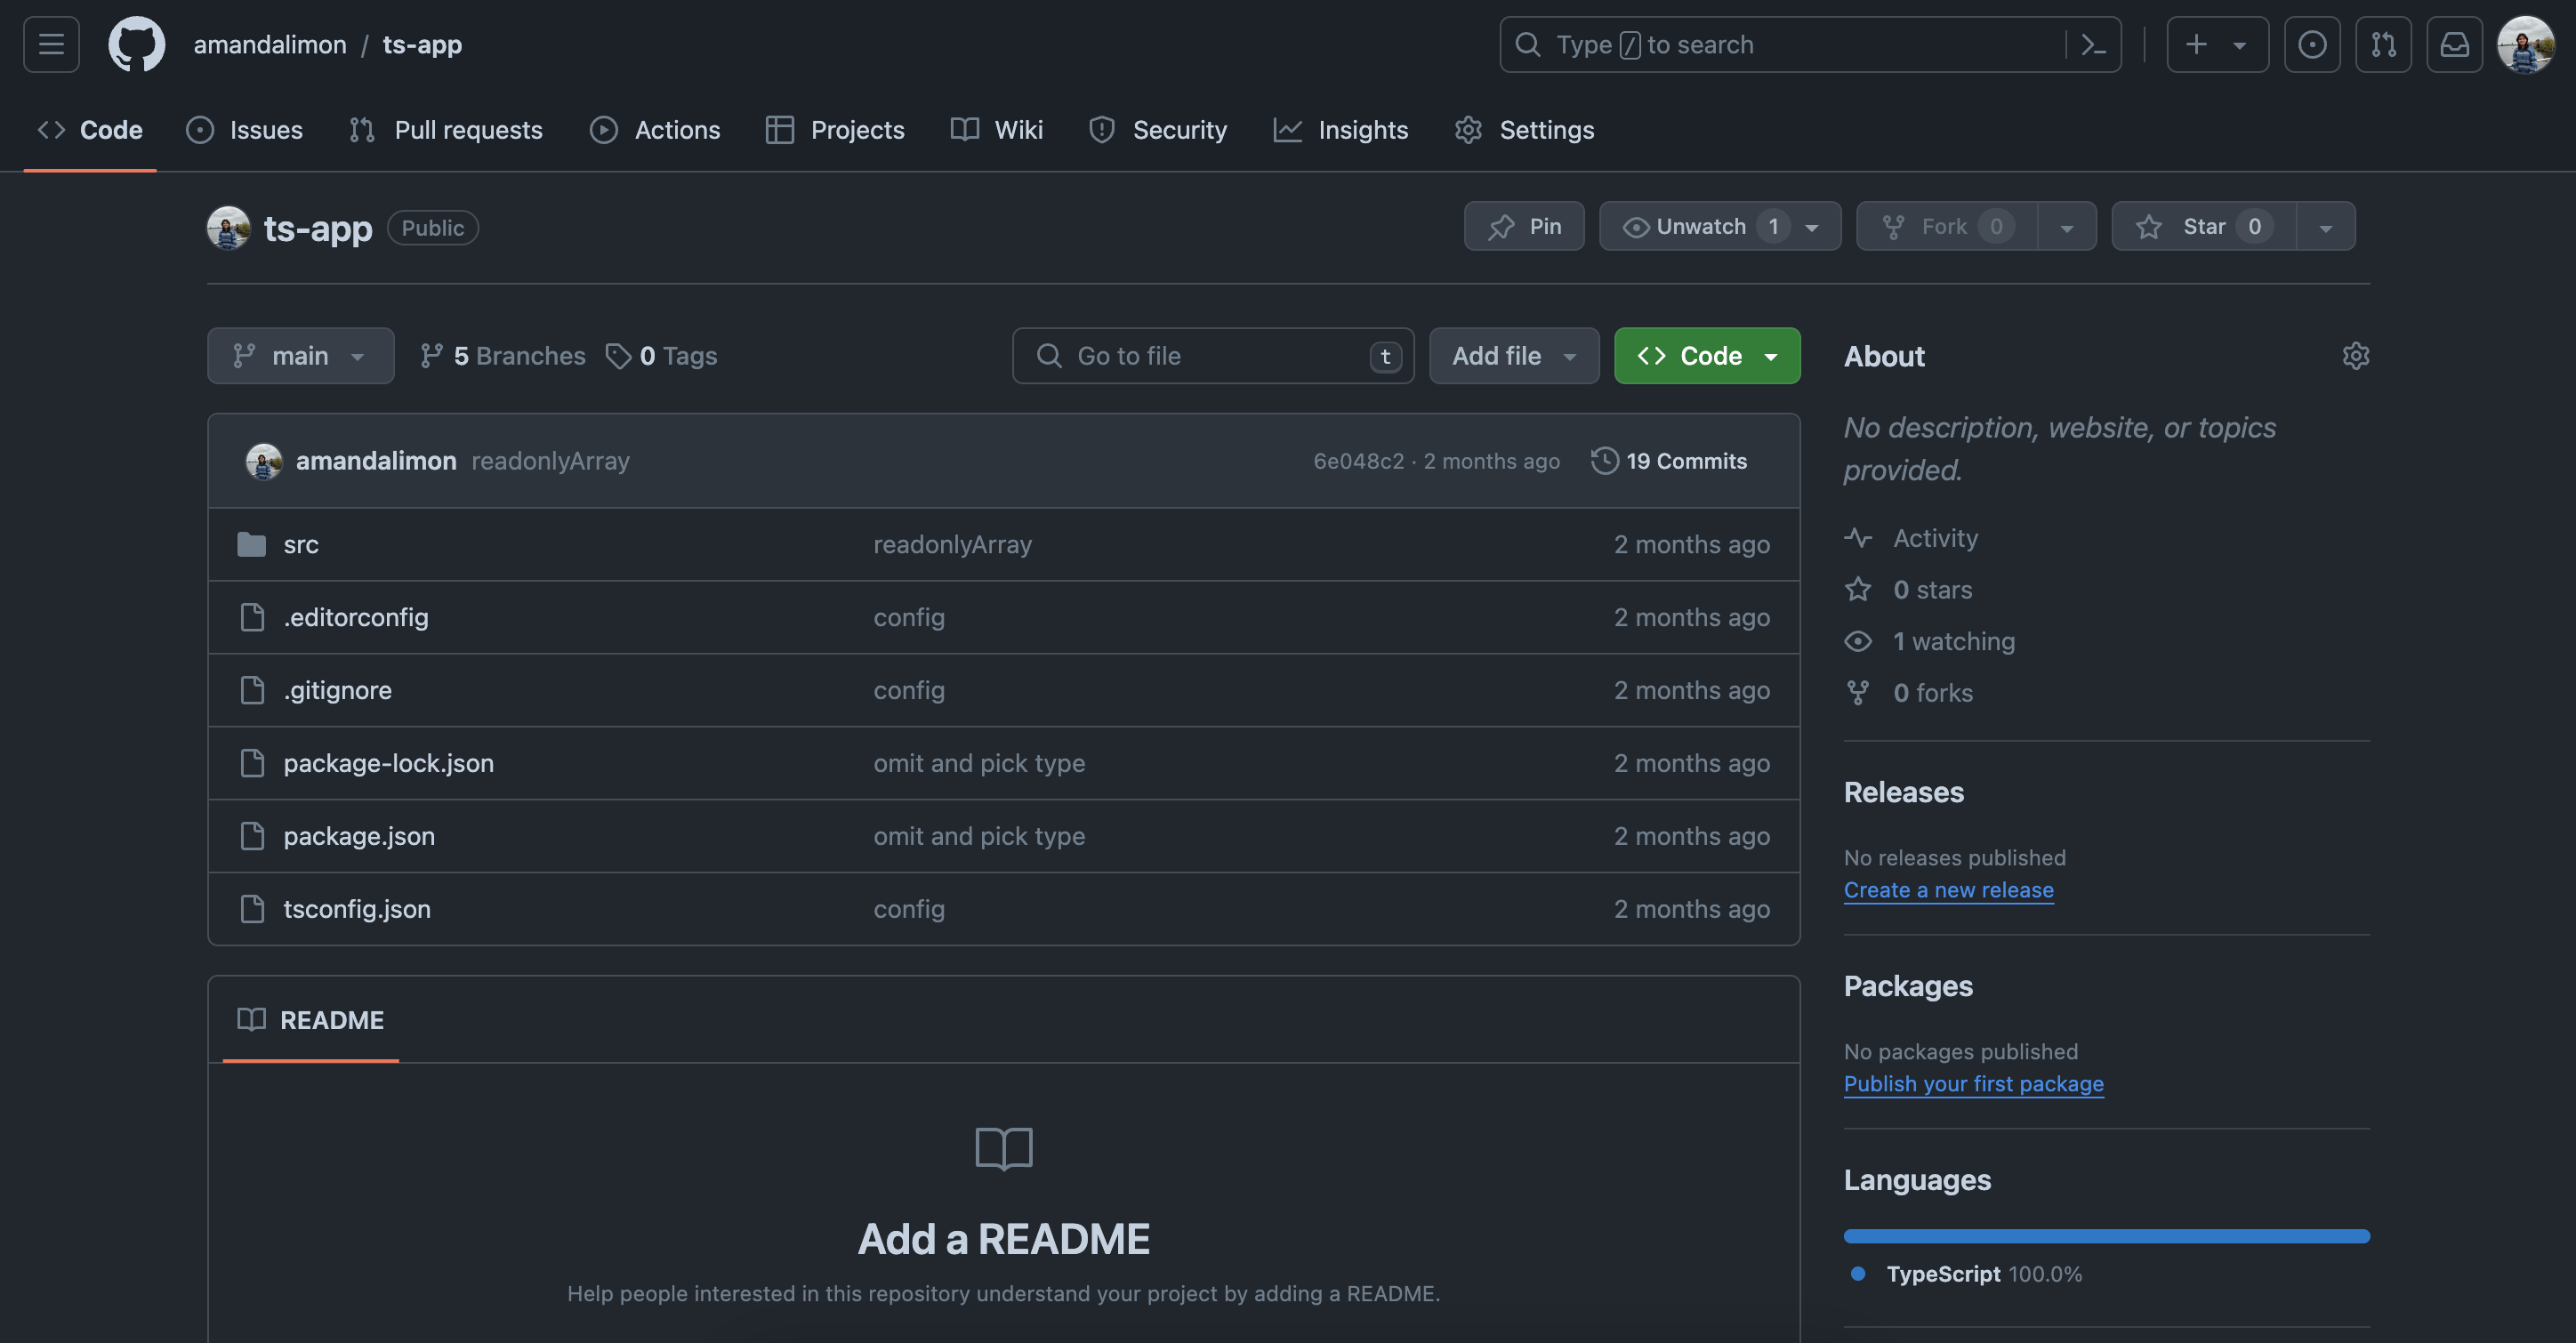 amandalimon / ts-app
Type / to search
Code Issues Pull requests Actions Projects Wiki Security Insights Settings
ts-app Public
Pin Unwatch 1 Fork 0 Star 0
main 5 Branches 0 Tags
Go to file t Add file Code
amandalimon readonlyArray 6e048c2 · 2 months ago 19 Commits
src readonlyArray 2 months ago
.editorconfig config 2 months ago
.gitignore config 2 months ago
package-lock.json omit and pick type 2 months ago
package.json omit and pick type 2 months ago
tsconfig.json config 2 months ago
README
Add a README
Help people interested in this repository understand your project by adding a README.
About
No description, website, or topics
provided.
Activity
0 stars
1 watching
0 forks
Releases
No releases published
Create a new release
Packages
No packages published
Publish your first package
Languages
TypeScript 100.0%